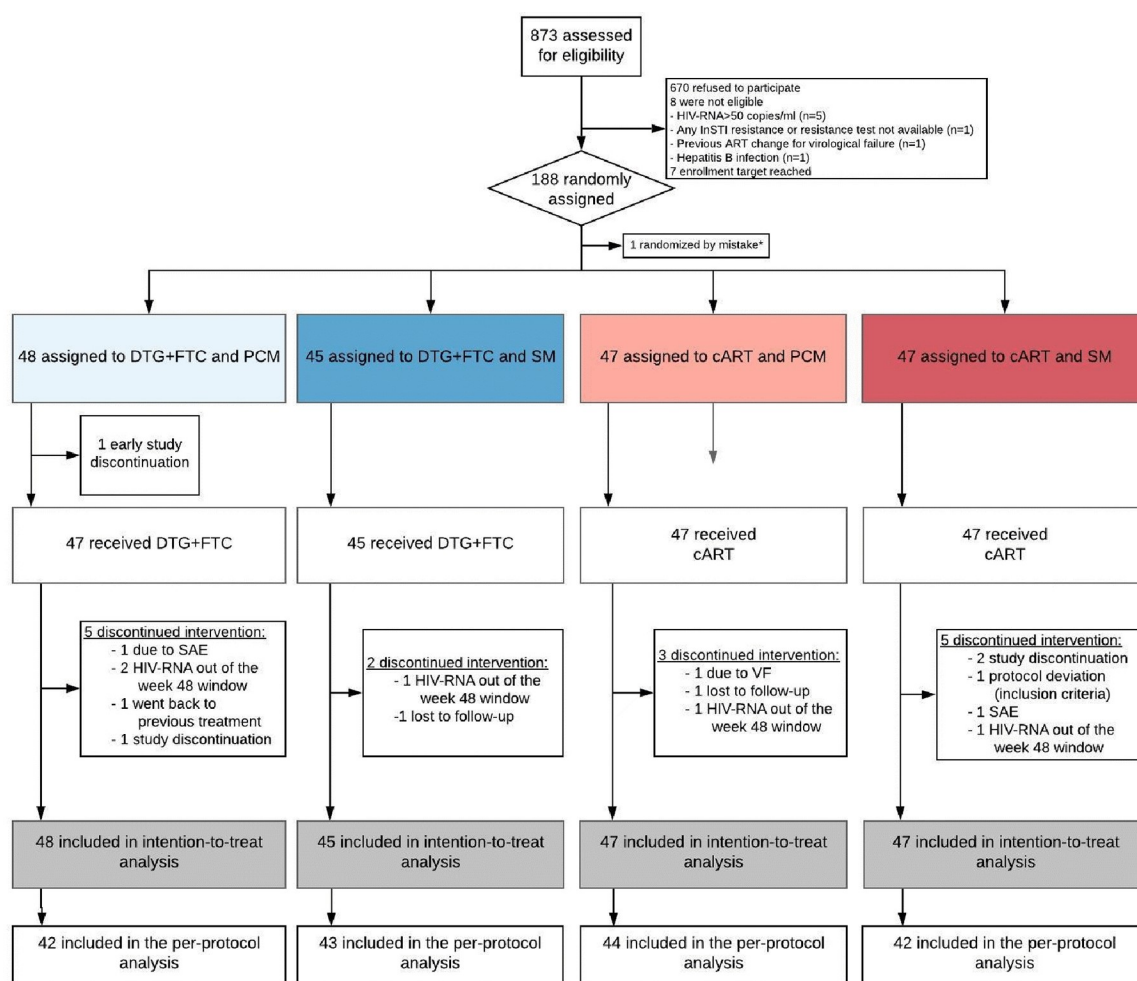 873 assessed
for eligibility
670 refused to participate
8 were not eligible
- HIV-RNA>50 copies/ml (n=5)
- Any InSTI resistance or resistance test not available (n=1)
- Previous ART change for virological failure (n=1)
- Hepatitis B infection (n=1)
7 enrollment target reached
188 randomly
assigned
1 randomized by mistake*
48 assigned to DTG+FTC and PCM
45 assigned to DTG+FTC and SM
47 assigned to cART and PCM
47 assigned to cART and SM
1 early study
discontinuation
47 received DTG+FTC
45 received DTG+FTC
47 received
cART
47 received
cART
5 discontinued intervention:
- 1 due to SAE
- 2 HIV-RNA out of the
week 48 window
- 1 went back to
previous treatment
- 1 study discontinuation
2 discontinued intervention:
- 1 HIV-RNA out of the
week 48 window
-1 lost to follow-up
3 discontinued intervention:
- 1 due to VF
- 1 lost to follow-up
- 1 HIV-RNA out of the
week 48 window
5 discontinued intervention:
- 2 study discontinuation
- 1 protocol deviation
(inclusion criteria)
- 1 SAE
- 1 HIV-RNA out of the
week 48 window
48 included in intention-to-treat
analysis
45 included in intention-to-treat
analysis
47 included in intention-to-treat
analysis
47 included in intention-to-treat
analysis
42 included in the per-protocol
analysis
43 included in the per-protocol
analysis
44 included in the per-protocol
analysis
42 included in the per-protocol
analysis